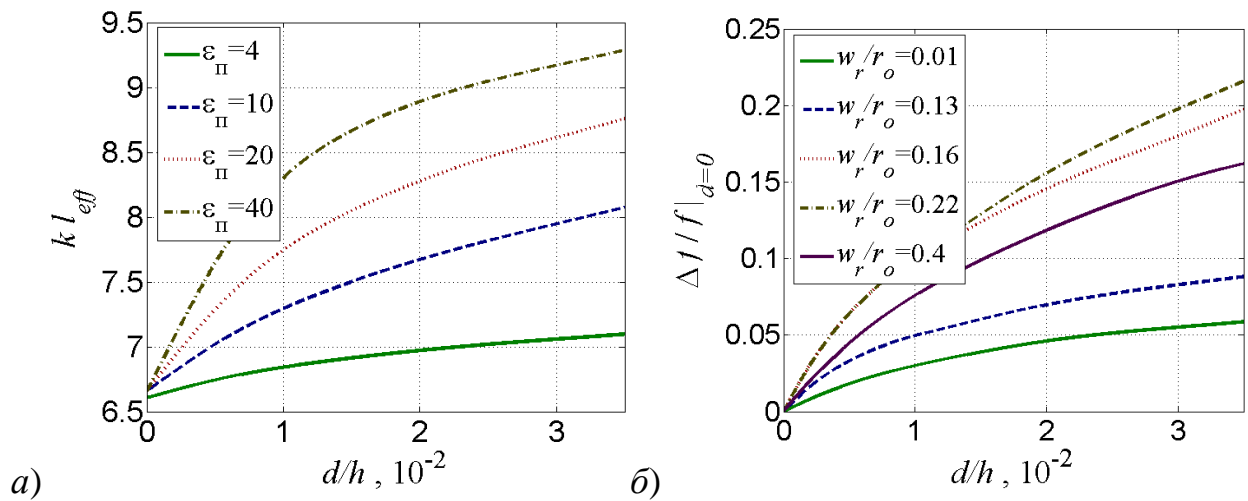 9.5
9
8.5
8
7.5
7
6.5
k l_eff
ε_п=4
ε_п=10
ε_п=20
ε_п=40
0 1 2 3
d/h , 10^-2
а)
0.25
0.2
0.15
0.1
0.05
0
Δ f / f |_d=0
w_r/r_o=0.01
w_r/r_o=0.13
w_r/r_o=0.16
w_r/r_o=0.22
w_r/r_o=0.4
0 1 2 3
d/h , 10^-2
б)